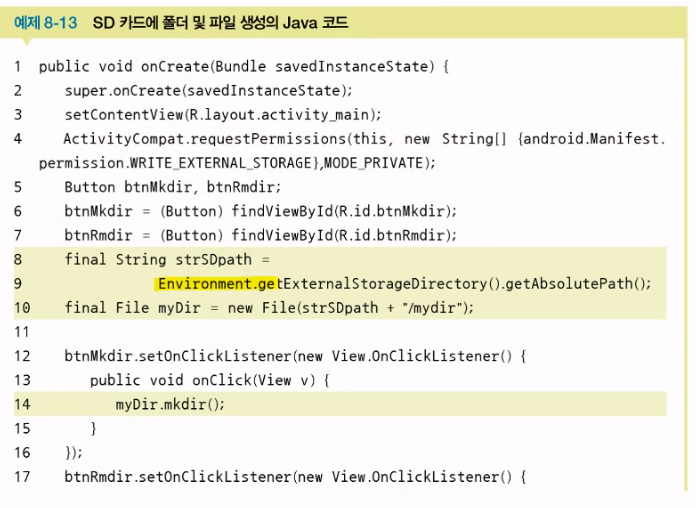 예제 8-13 SD 카드에 폴더 및 파일 생성의 Java 코드
1 public void onCreate(Bundle savedInstanceState) {
2 super.onCreate(savedInstanceState);
3 setContentView(R.layout.activity_main);
4 ActivityCompat.requestPermissions(this, new String[] {android.Manifest.
permission.WRITE_EXTERNAL_STORAGE},MODE_PRIVATE);
5 Button btnMkdir, btnRmdir;
6 btnMkdir = (Button) findViewById(R.id.btnMkdir);
7 btnRmdir = (Button) findViewById(R.id.btnRmdir);
8 final String strSDpath =
9 Environment.getExternalStorageDirectory().getAbsolutePath();
10 final File myDir = new File(strSDpath + "/mydir");
11
12 btnMkdir.setOnClickListener(new View.OnClickListener() {
13 public void onClick(View v) {
14 myDir.mkdir();
15 }
16 });
17 btnRmdir.setOnClickListener(new View.OnClickListener() {